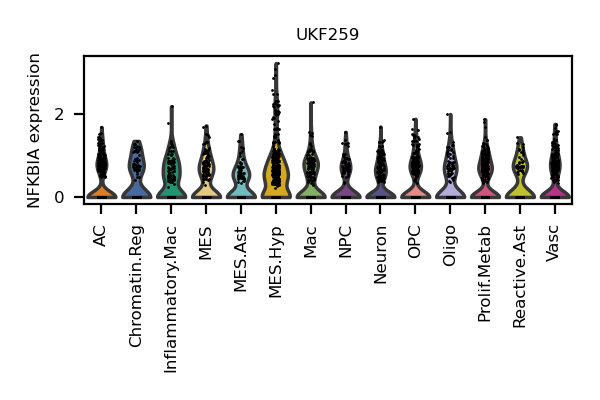 UKF259
NFKBIA expression
2
0
AC
Chromatin.Reg
Inflammatory.Mac
MES
MES.Ast
MES.Hyp
Mac
NPC
Neuron
OPC
Oligo
Prolif.Metab
Reactive.Ast
Vasc